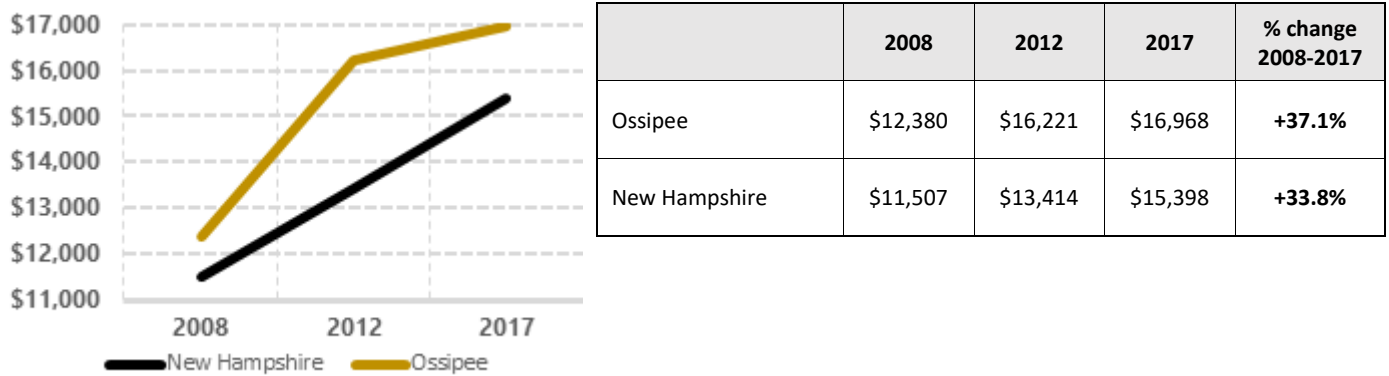 $17,000
$16,000
$15,000
$14,000
$13,000
$12,000
$11,000
2008 2012 2017
New Hampshire Ossipee
2008 2012 2017 % change
2008-2017
Ossipee $12,380 $16,221 $16,968 +37.1%
New Hampshire $11,507 $13,414 $15,398 +33.8%